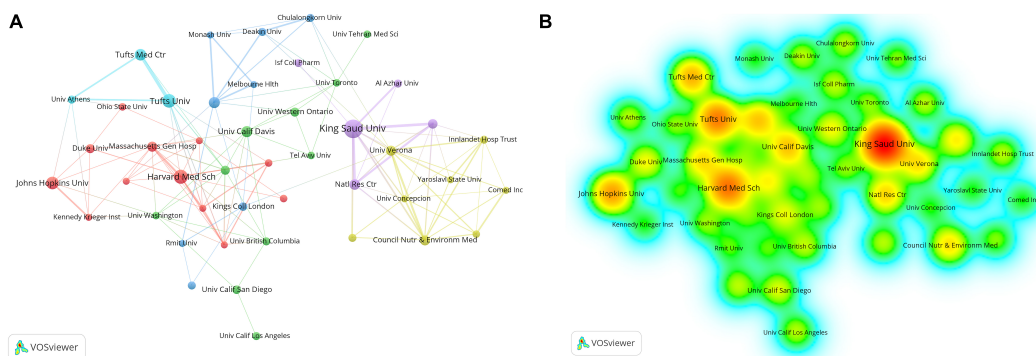 A
Chulalongkorn Univ
Monash Univ
Deakin Univ
Univ Tehran Med Sci
Tufts Med Ctr
Isf Coll Pharm
Melbourne Hlth
Univ Toronto
Al Azhar Univ
Univ Athens
Tufts Univ
Ohio State Univ
Univ Western Ontario
King Saud Univ
Univ Calif Davis
Innlandet Hosp Trust
Duke Univ
Massachusetts Gen Hosp
Univ Verona
Tel Aviv Univ
Johns Hopkins Univ
Harvard Med Sch
Natl Res Ctr
Yaroslavl State Univ
Comed Inc
Univ Concepcion
Kings Coll London
Kennedy Krieger Inst
Univ Washington
Rmit Univ
Univ British Columbia
Council Nutr & Environm Med
Univ Calif San Diego
Univ Calif Los Angeles
VOSviewer
B
Chulalongkorn Univ
Monash Univ
Deakin Univ
Univ Tehran Med Sci
Tufts Med Ctr
Isf Coll Pharm
Melbourne Hlth
Univ Toronto
Al Azhar Univ
Univ Athens
Tufts Univ
Ohio State Univ
Univ Western Ontario
King Saud Univ
Univ Calif Davis
Innlandet Hosp Trust
Duke Univ
Massachusetts Gen Hosp
Univ Verona
Tel Aviv Univ
Johns Hopkins Univ
Harvard Med Sch
Natl Res Ctr
Yaroslavl State Univ
Comed In
Univ Concepcion
Kings Coll London
Kennedy Krieger Inst
Univ Washington
Rmit Univ
Univ British Columbia
Council Nutr & Environm Med
Univ Calif San Diego
Univ Calif Los Angeles
VOSviewer